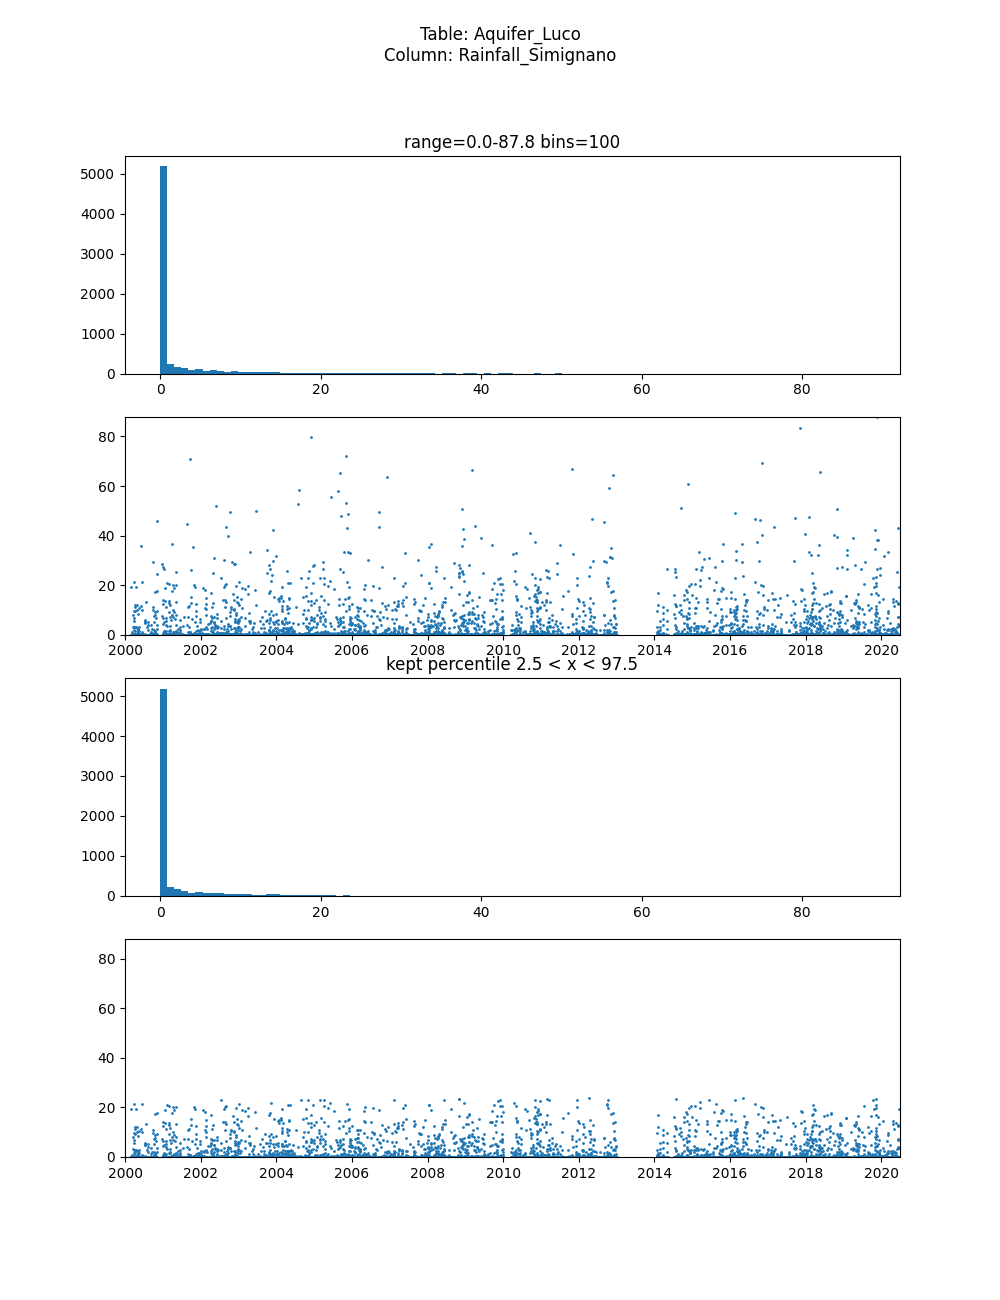 Table: Aquifer_Luco
Column: Rainfall_Simignano
range=0.0-87.8 bins=100
5000
4000
3000
2000
1000
0
0 20 40 60 80
80
60
40
20
0
2000 2002 2004 2006 2008 2010 2012 2014 2016 2018 2020
kept percentile 2.5 < x < 97.5
5000
4000
3000
2000
1000
0
0 20 40 60 80
80
60
40
20
0
2000 2002 2004 2006 2008 2010 2012 2014 2016 2018 2020